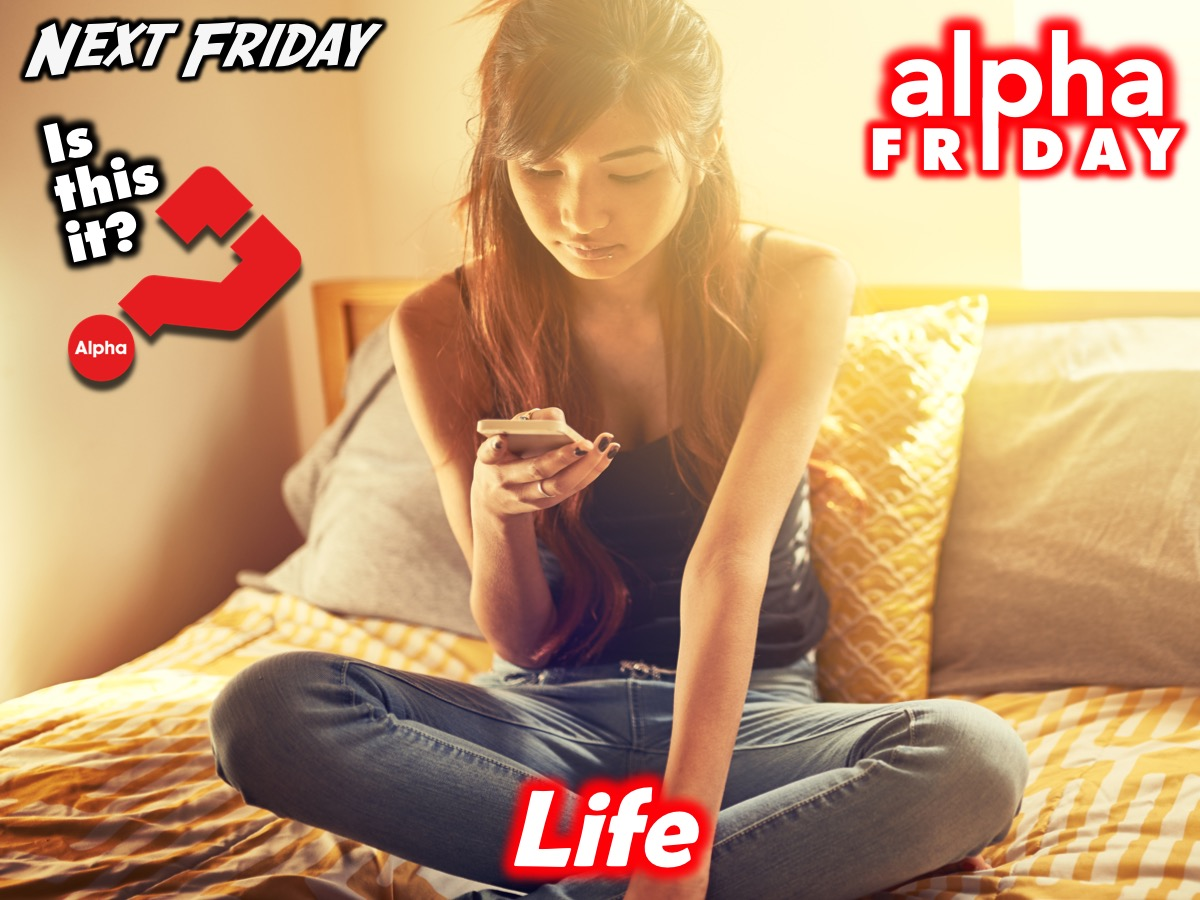 Next Friday
alpha
FRIDAY
Is
this
it?
Alpha
Life